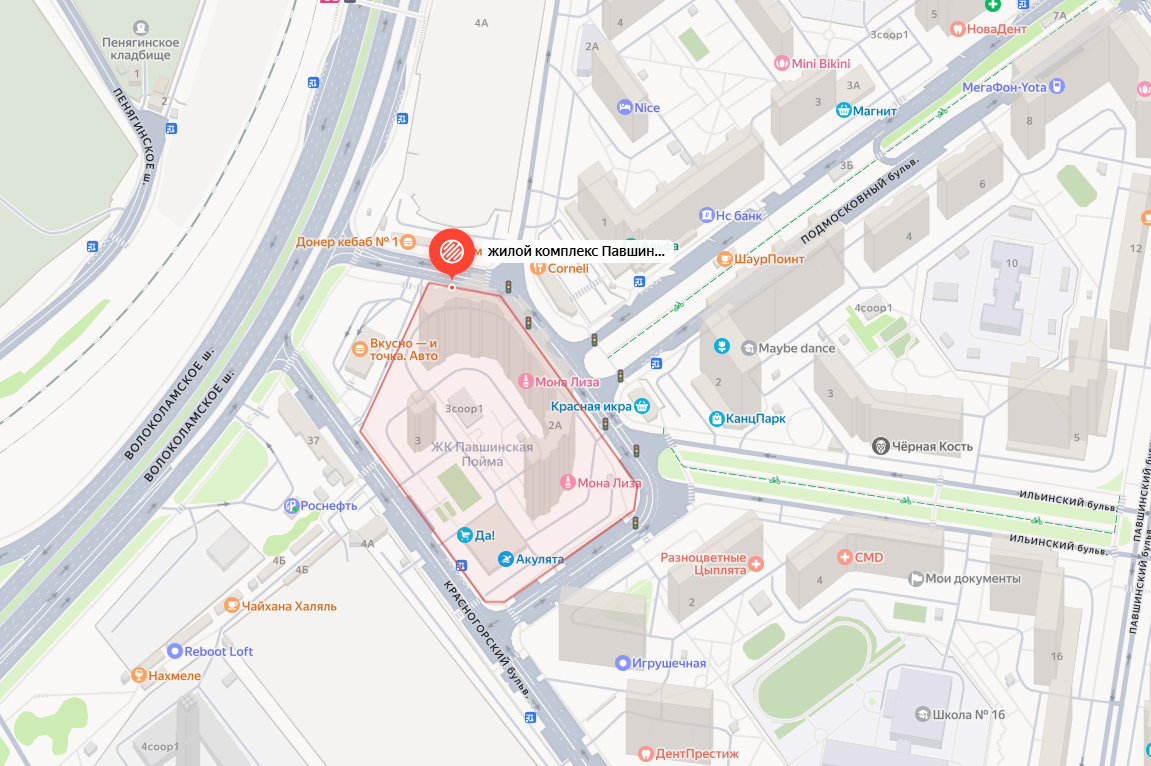 4А
Пенягинское
кладбище
1
2
ПЕНЯГИНСКОЕ ш.
4
2А
Mini Bikini
Nice
3
3А
Магнит
3соор1
5
НоваДент
7А
МегаФон-Yota
8
3Б
6
ПОДМОСКОВНЫЙ бульв.
4
1
Нс банк
ШаурПоинт
10
12
Донер кебаб № 1
жилой комплекс Павшин...
Corneli
4соор1
Вкусно — и
точка. Авто
Мона Лиза
Maybe dance
2
3
5
Красная икра
КанцПарк
Чёрная Кость
3соор1
2А
3
ЖК Павшинская
Пойма
Мона Лиза
ВОЛОКОЛАМСКОЕ ш.
ВОЛОКОЛАМСКОЕ ш.
37
Роснефть
4А
4Б
4Б
Да!
Акулята
ИЛЬИНСКИЙ бульв.
ИЛЬИНСКИЙ бульв.
ПАВШИНСКИЙ бульв.
ПАВШИНСКИЙ бульв.
Разноцветные
Цыплята
2
CMD
4
Мои документы
КРАСНОГОРСКИЙ бульв.
Чайхана Халяль
Reboot Loft
Нахмеле
4соор1
Игрушечная
16
Школа № 16
ДентПрестиж